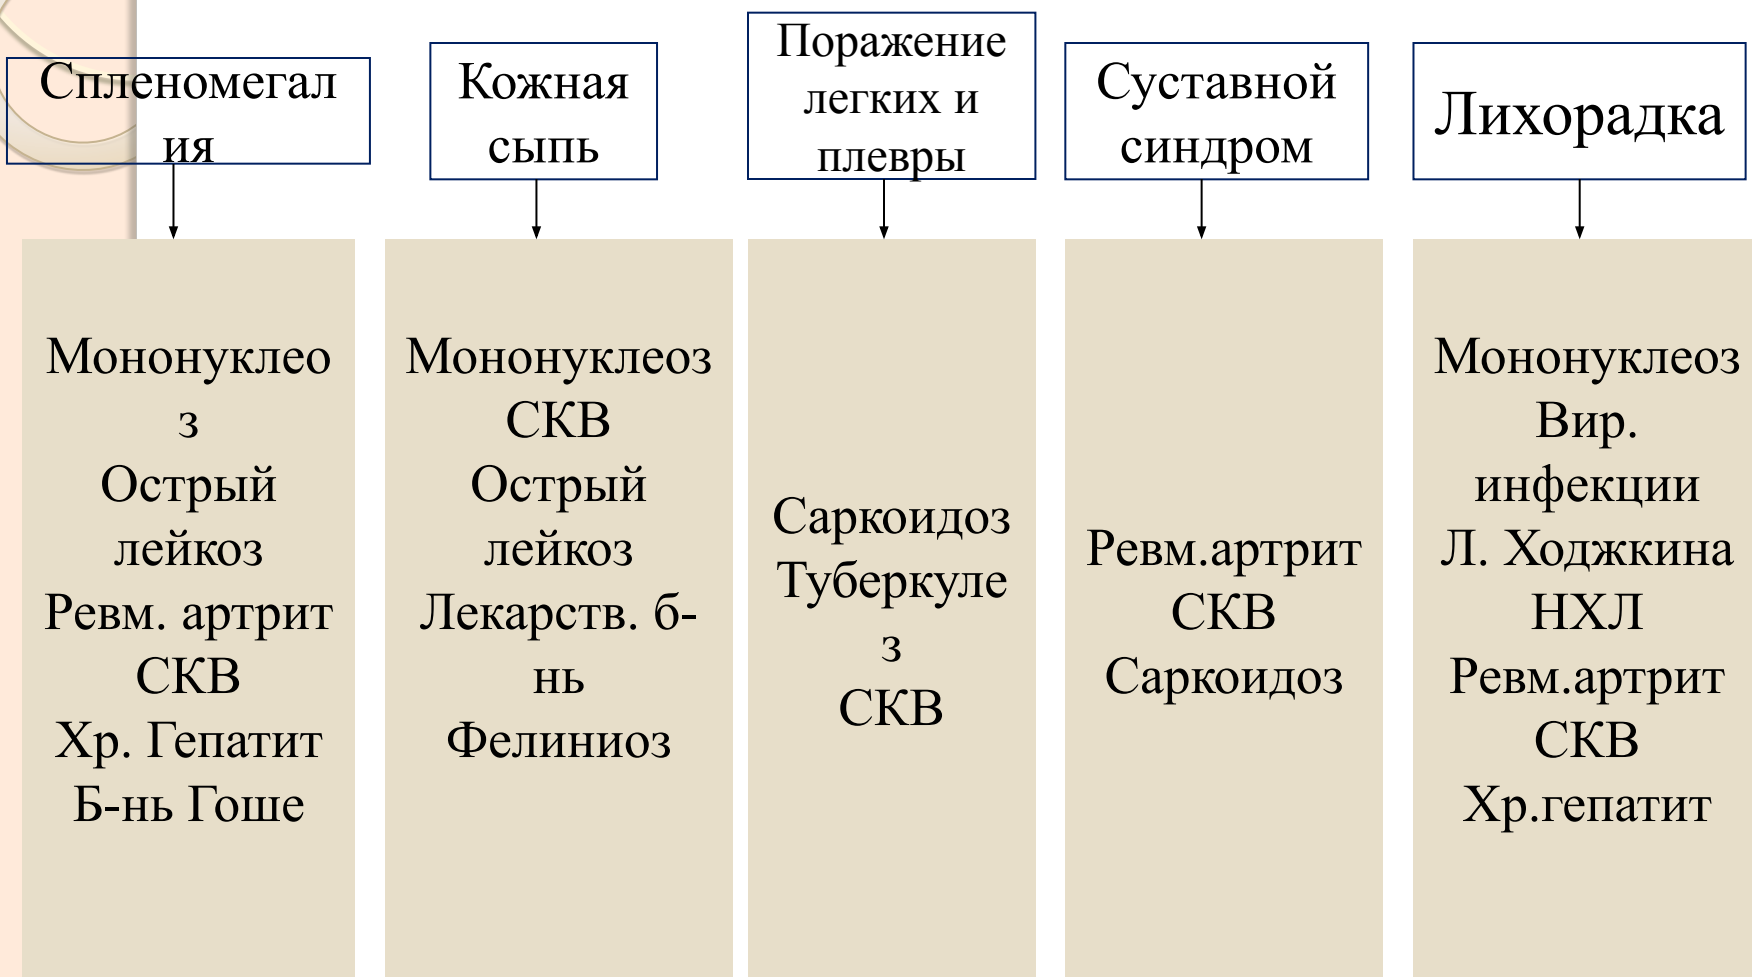 Спленомегал
ия
Кожная
сыпь
Поражение
легких и
плевры
Суставной
синдром
Лихорадка
Мононуклео
з
Острый
лейкоз
Ревм. артрит
СКВ
Хр. Гепатит
Б-нь Гоше
Мононуклеоз
СКВ
Острый
лейкоз
Лекарств. б-
нь
Фелиниоз
Саркоидоз
Туберкуле
з
СКВ
Ревм.артрит
СКВ
Саркоидоз
Мононуклеоз
Вир.
инфекции
Л. Ходжкина
НХЛ
Ревм.артрит
СКВ
Хр.гепатит